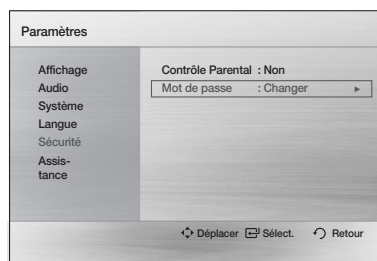 Paramètres
Affichage
Audio
Système
Langue
Sécurité
Assis-
tance
Contrôle Parental : Non
Mot de passe : Changer
Déplacer Sélect. Retour